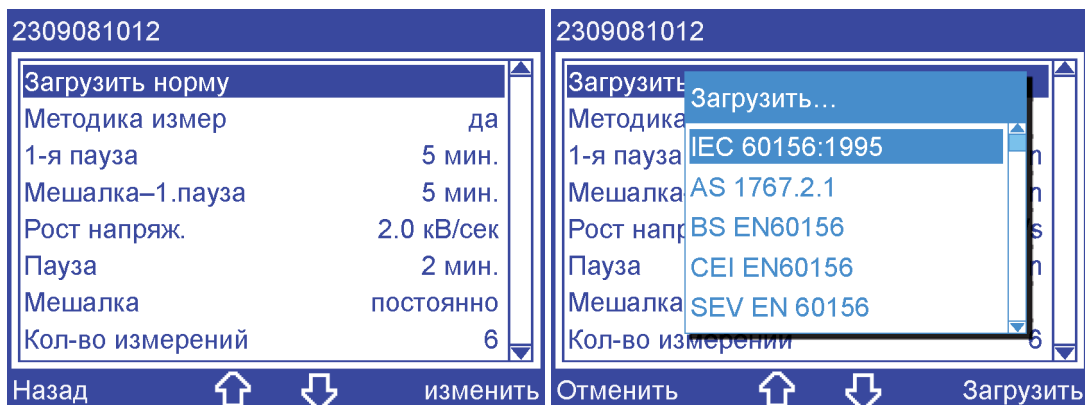 2309081012
Загрузить норму
Методика измер да
1-я пауза 5 мин.
Мешалка–1.пауза 5 мин.
Рост напряж. 2.0 кВ/сек
Пауза 2 мин.
Мешалка постоянно
Кол-во измерений 6
Назад изменить
2309081012
Загрузить
Загрузить...
Методика
IEC 60156:1995
1-я пауза n
AS 1767.2.1
Мешалка n
BS EN60156
Рост напр s
CEI EN60156
Пауза n
SEV EN 60156
Мешалка
Кол-во измерений 6
Отменить Загрузить